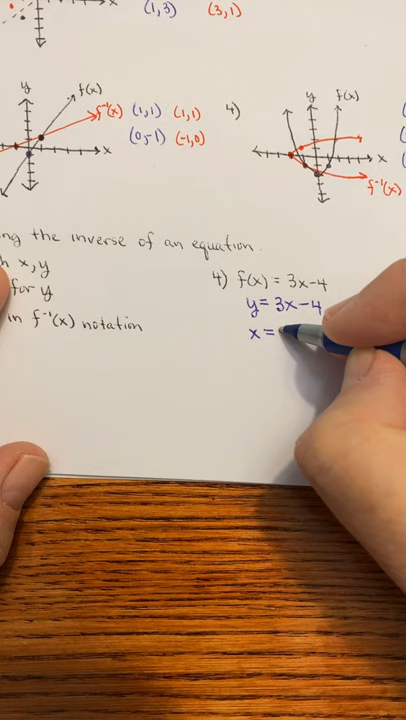 (1,3) (3,1)
f(x)
f⁻¹(x) (1,1) (1,1)
(0,-1) (-1,0)
y
x
4)
y
f(x)
x
f⁻¹(x)
the inverse of an equation.
x, y
for y
in f⁻¹(x) notation
4) f(x) = 3x-4
y = 3x-4
x =